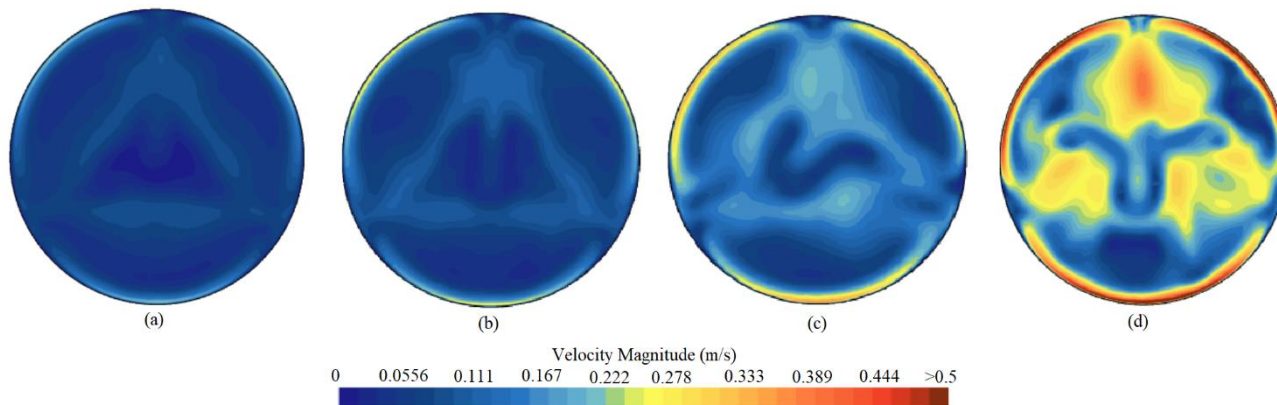 (a)
(b)
(c)
(d)
Velocity Magnitude (m/s)
0 0.0556 0.111 0.167 0.222 0.278 0.333 0.389 0.444 >0.5